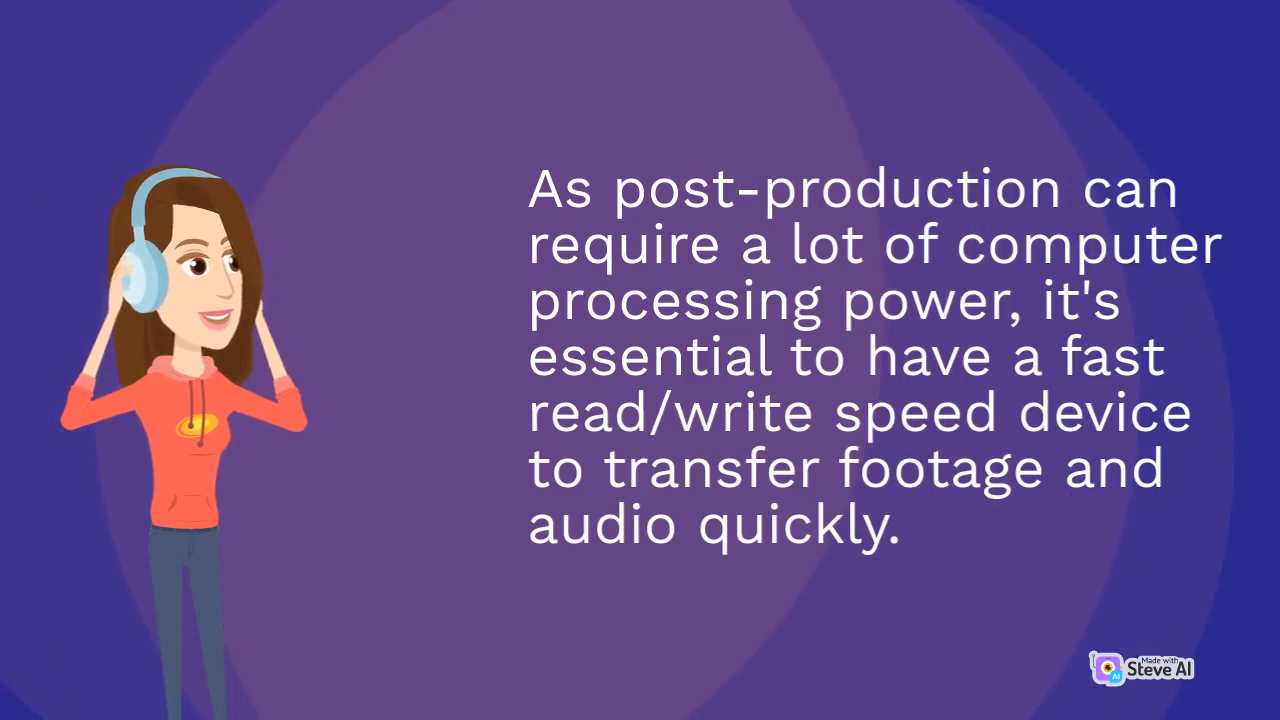 As post-production can
require a lot of computer
processing power, it's
essential to have a fast
read/write speed device
to transfer footage and
audio quickly.
Made with
Steve AI
AI